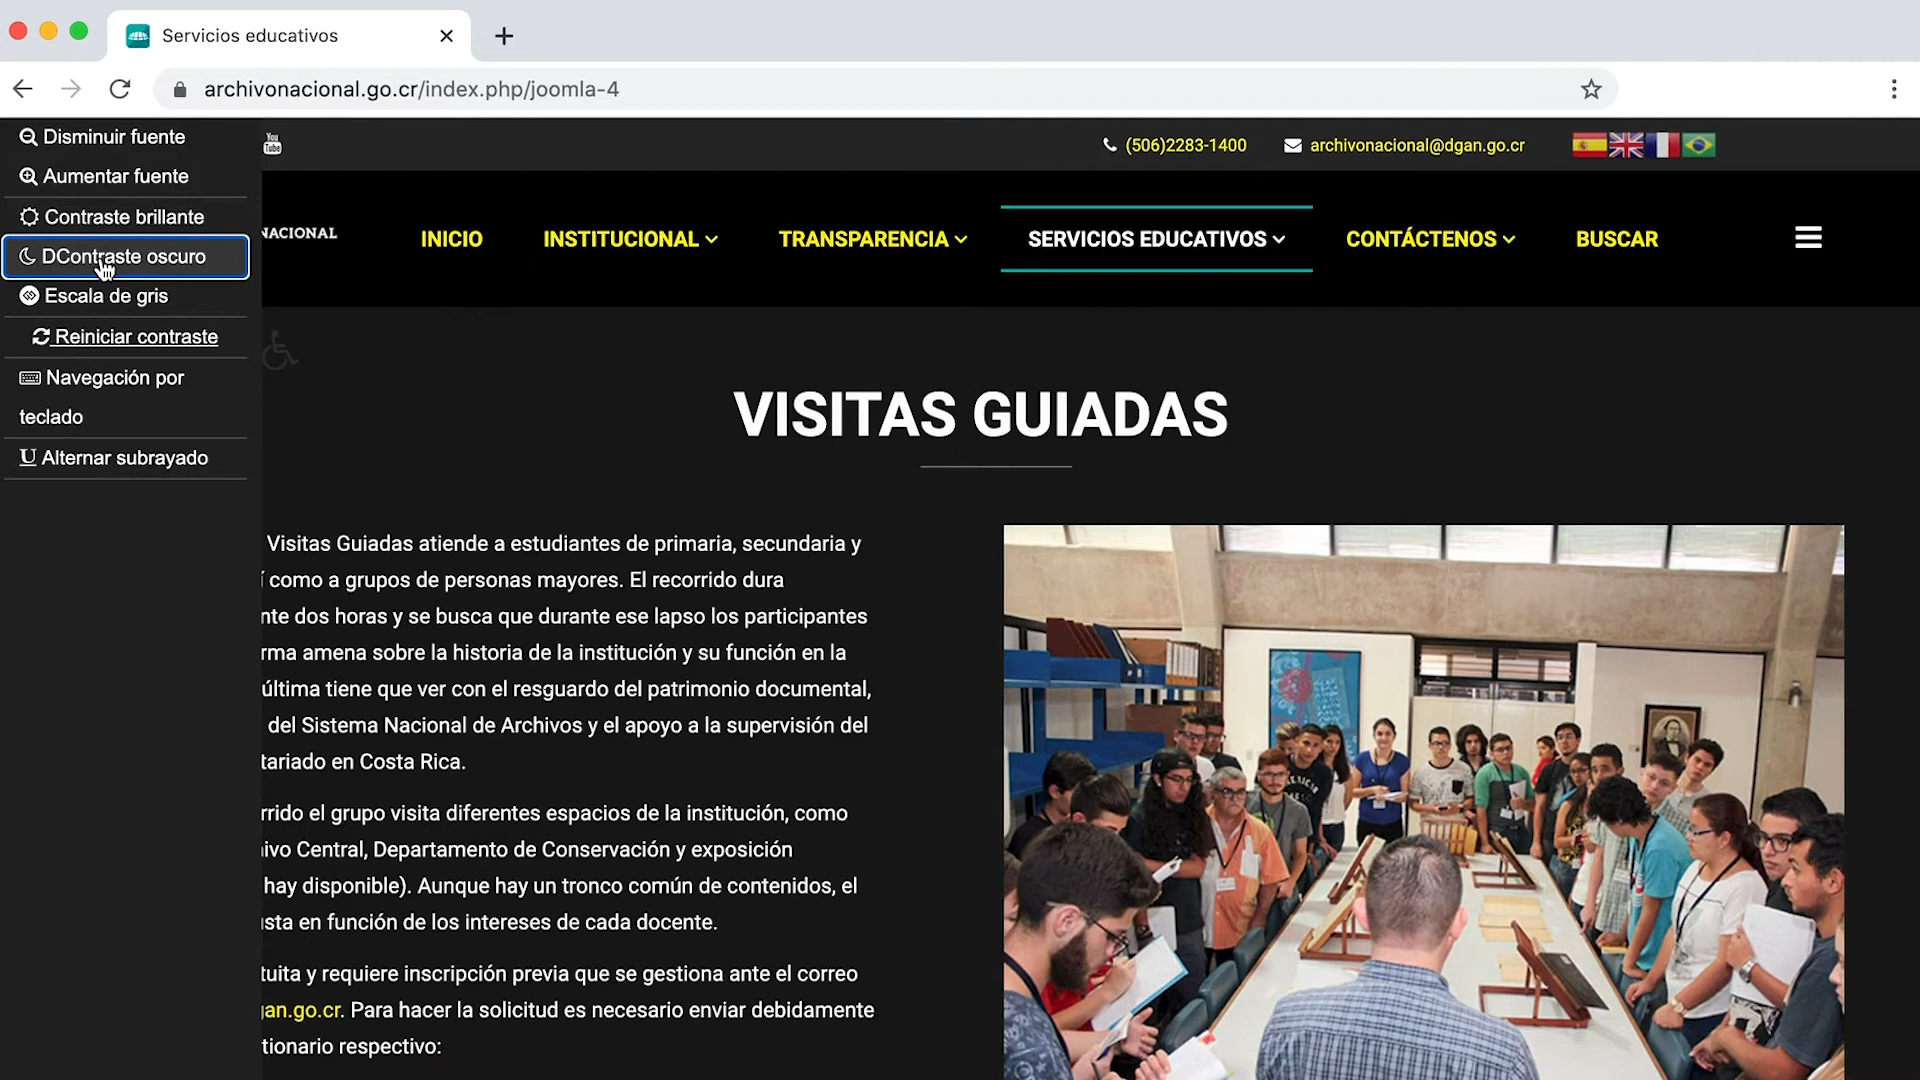 Servicios educativos
archivonacional.go.cr/index.php/joomla-4
Disminuir fuente
Aumentar fuente
Contraste brillante
DContraste oscuro
Escala de gris
Reiniciar contraste
Navegación por
teclado
Alternar subrayado
You
Tube
(506)2283-1400
archivonacional@dgan.go.cr
NACIONAL
INICIO
INSTITUCIONAL
TRANSPARENCIA
SERVICIOS EDUCATIVOS
CONTÁCTENOS
BUSCAR
VISITAS GUIADAS
Visitas Guiadas atiende a estudiantes de primaria, secundaria y
í como a grupos de personas mayores. El recorrido dura
nte dos horas y se busca que durante ese lapso los participantes
rma amena sobre la historia de la institución y su función en la
última tiene que ver con el resguardo del patrimonio documental,
del Sistema Nacional de Archivos y el apoyo a la supervisión del
tariado en Costa Rica.
rrido el grupo visita diferentes espacios de la institución, como
ivo Central, Departamento de Conservación y exposición
hay disponible). Aunque hay un tronco común de contenidos, el
sta en función de los intereses de cada docente.
tuita y requiere inscripción previa que se gestiona ante el correo
gan.go.cr. Para hacer la solicitud es necesario enviar debidamente
tionario respectivo: